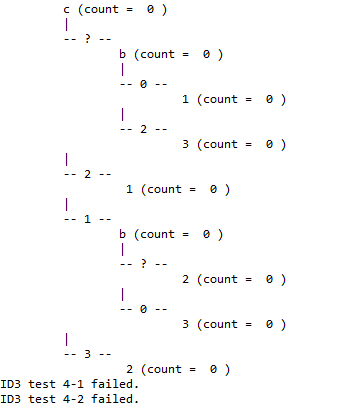 c (count =  0 )
|
-- ? --
b (count =  0 )
|
-- 0 --
1 (count =  0 )
|
-- 2 --
3 (count =  0 )
|
-- 2 --
1 (count =  0 )
|
-- 1 --
b (count =  0 )
|
-- ? --
2 (count =  0 )
|
-- 0 --
3 (count =  0 )
|
-- 3 --
2 (count =  0 )
ID3 test 4-1 failed.
ID3 test 4-2 failed.